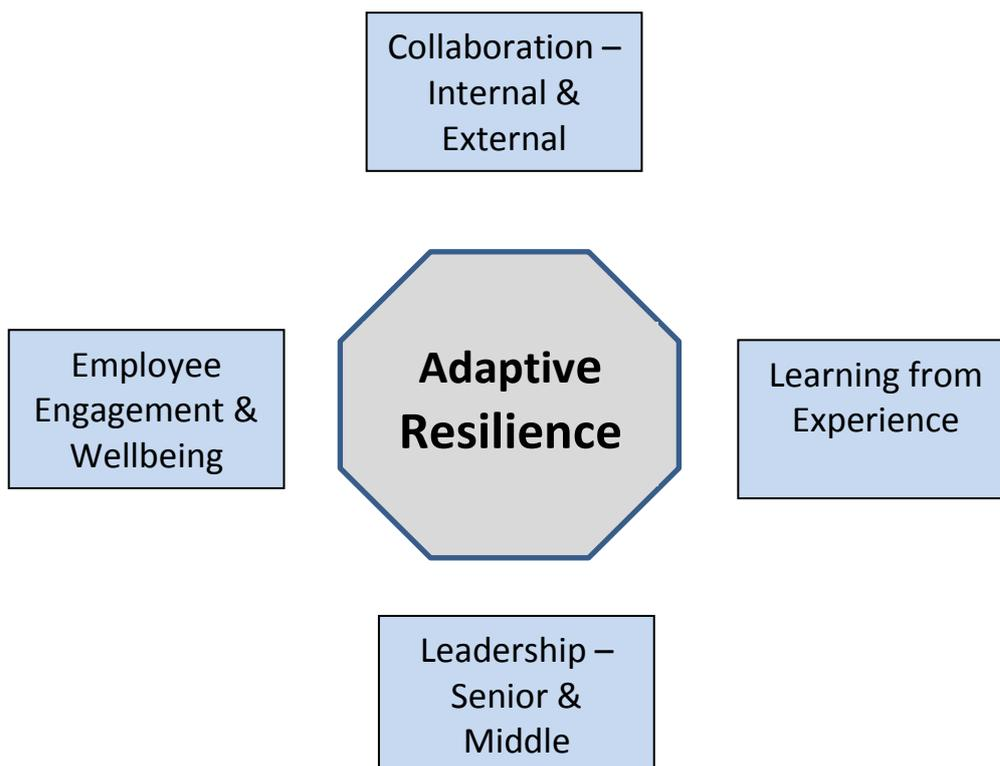 Collaboration –
Internal &
External
Employee
Engagement &
Wellbeing
Adaptive
Resilience
Learning from
Experience
Leadership –
Senior &
Middle